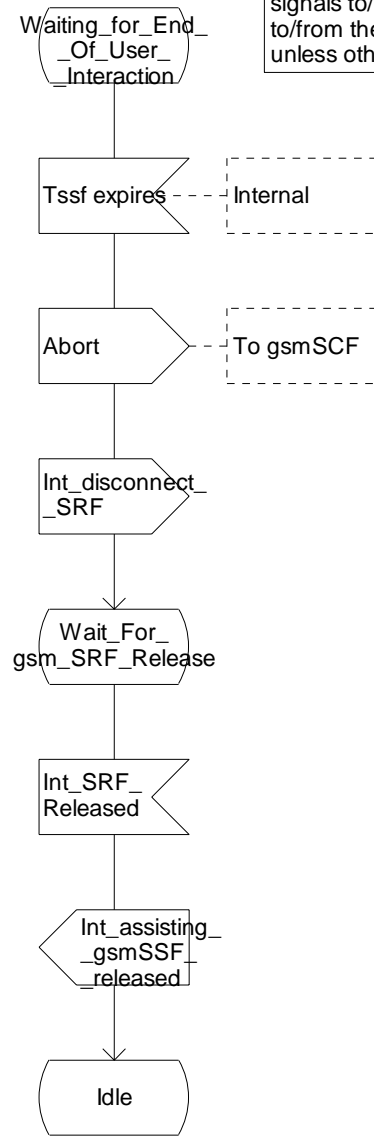 signals to/
to/from the
unless oth
Waiting_for_End_
_Of_User_
_Interaction
Tssf expires
Internal
Abort
To gsmSCF
Int_disconnect_
_SRF
Wait_For_
gsm_SRF_Release
Int_SRF_
Released
Int_assisting_
_gsmSSF_
_released
Idle